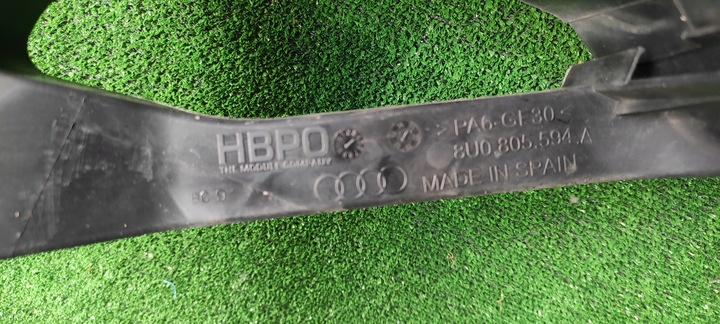 HBPO
THE MODULE COMPANY
>PA6-GF30<
8U0.805.594.A
MADE IN SPAIN